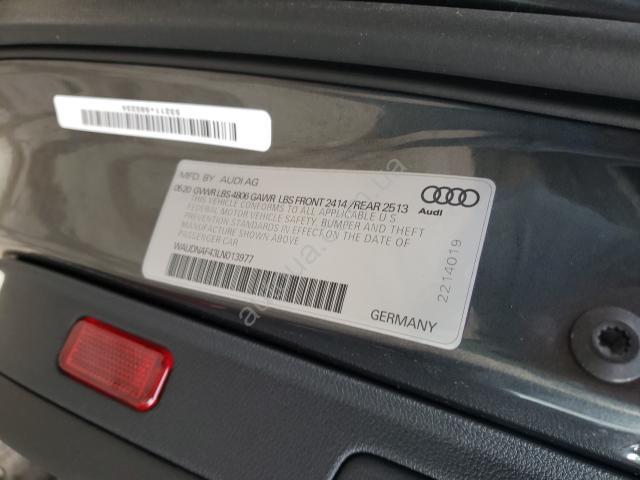 MFD. BY AUDI AG
05.20 GVWR LBS 4806 GAWR LBS FRONT 2414 / REAR 2513
THIS VEHICLE CONFORMS TO ALL APPLICABLE U S
FEDERAL MOTOR VEHICLE SAFETY, BUMPER AND THEFT
PREVENTION STANDARDS IN EFFECT ON THE DATE OF
MANUFACTURE SHOWN ABOVE.
PASSENGER CAR
WAUDNAF43LN013977
Audi
2214019
GERMANY